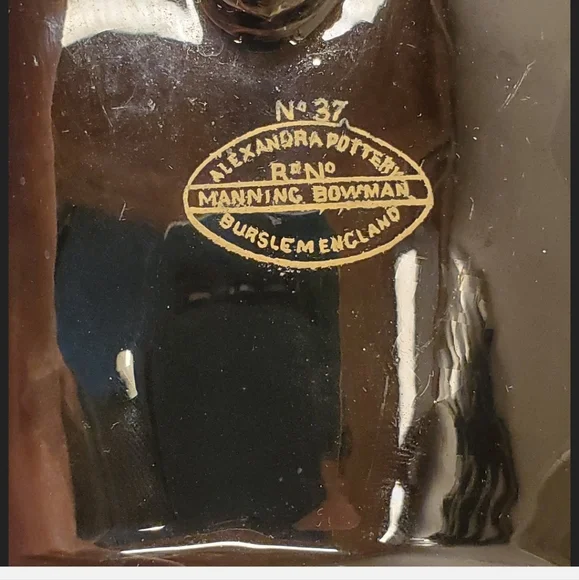 Nº 37
ALEXANDRA POTTERY
Rᵈ Nº
MANNING BOWMAN
BURSLEM ENGLAND